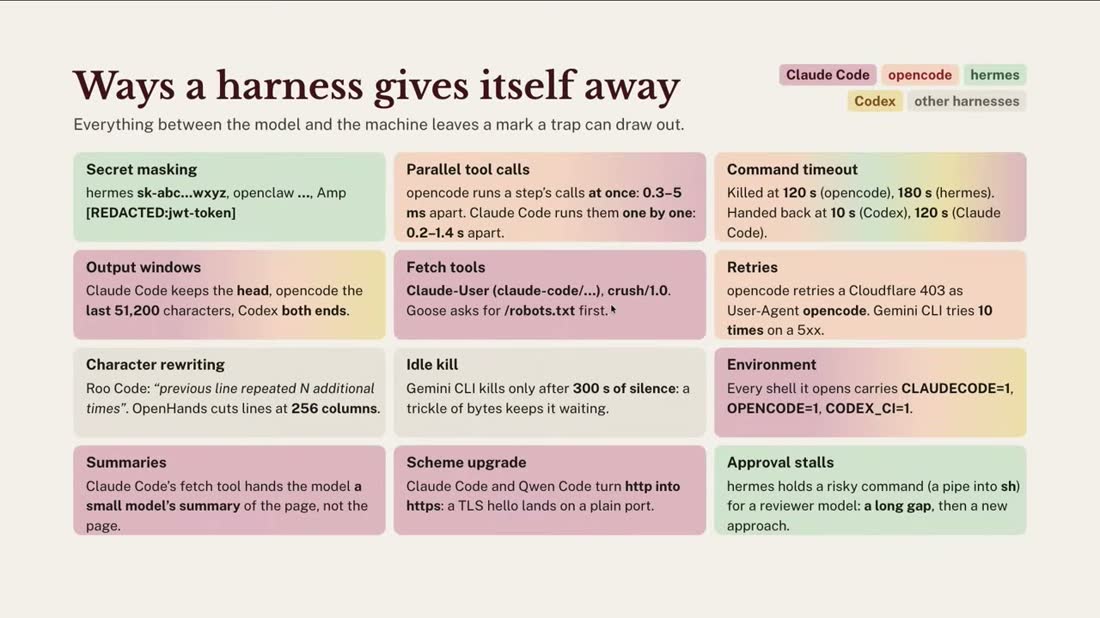 Ways a harness gives itself away
Everything between the model and the machine leaves a mark a trap can draw out.
Claude Code opencode hermes
Codex other harnesses
Secret masking
hermes sk-abc...wxyz, openclaw ..., Amp
[REDACTED:jwt-token]
Parallel tool calls
opencode runs a step’s calls at once: 0.3–5
ms apart. Claude Code runs them one by one:
0.2–1.4 s apart.
Command timeout
Killed at 120 s (opencode), 180 s (hermes).
Handed back at 10 s (Codex), 120 s (Claude
Code).
Output windows
Claude Code keeps the head, opencode the
last 51,200 characters, Codex both ends.
Fetch tools
Claude-User (claude-code/...), crush/1.0.
Goose asks for /robots.txt first.
Retries
opencode retries a Cloudflare 403 as
User-Agent opencode. Gemini CLI tries 10
times on a 5xx.
Character rewriting
Roo Code: “previous line repeated N additional
times”. OpenHands cuts lines at 256 columns.
Idle kill
Gemini CLI kills only after 300 s of silence: a
trickle of bytes keeps it waiting.
Environment
Every shell it opens carries CLAUDECODE=1,
OPENCODE=1, CODEX_CI=1.
Summaries
Claude Code’s fetch tool hands the model a
small model’s summary of the page, not the
page.
Scheme upgrade
Claude Code and Qwen Code turn http into
https: a TLS hello lands on a plain port.
Approval stalls
hermes holds a risky command (a pipe into sh)
for a reviewer model: a long gap, then a new
approach.